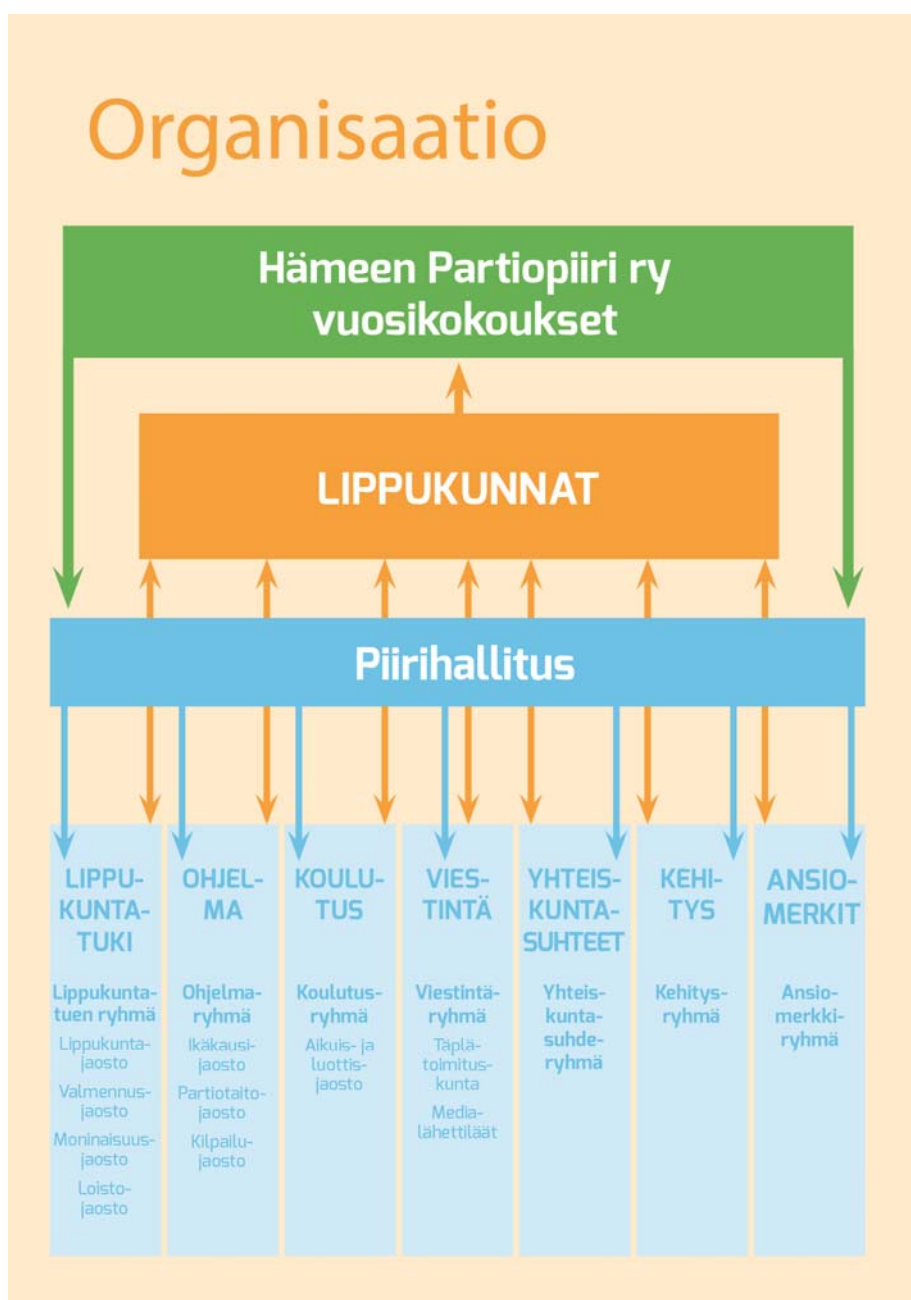 Organisaatio
Hämeen Partiopiiri ry
vuosikokoukset
LIPPUKUNNAT
Piirihallitus
LIPPU-
KUNTA-
TUKI
Lippukunta-
tuen ryhmä
Lippukunta-
jaosto
Valmennus-
jaosto
Moninaisuus-
jaosto
Loisto-
jaosto
OHJEL-
MA
Ohjelma-
ryhmä
Ikäkausi-
jaosto
Partiotaito-
jaosto
Kilpailu-
jaosto
KOULU-
TUS
Koulutus-
ryhmä
Aikuis- ja
luottis-
jaosto
VIES-
TINTÄ
Viestintä-
ryhmä
Täplä-
toimitus-
kunta
Media-
lähettiläät
YHTEIS-
KUNTA-
SUHTEET
Yhteis-
kunta-
suhde-
ryhmä
KEHI-
TYS
Kehitys-
ryhmä
ANSIO-
MERKIT
Ansio-
merkki-
ryhmä